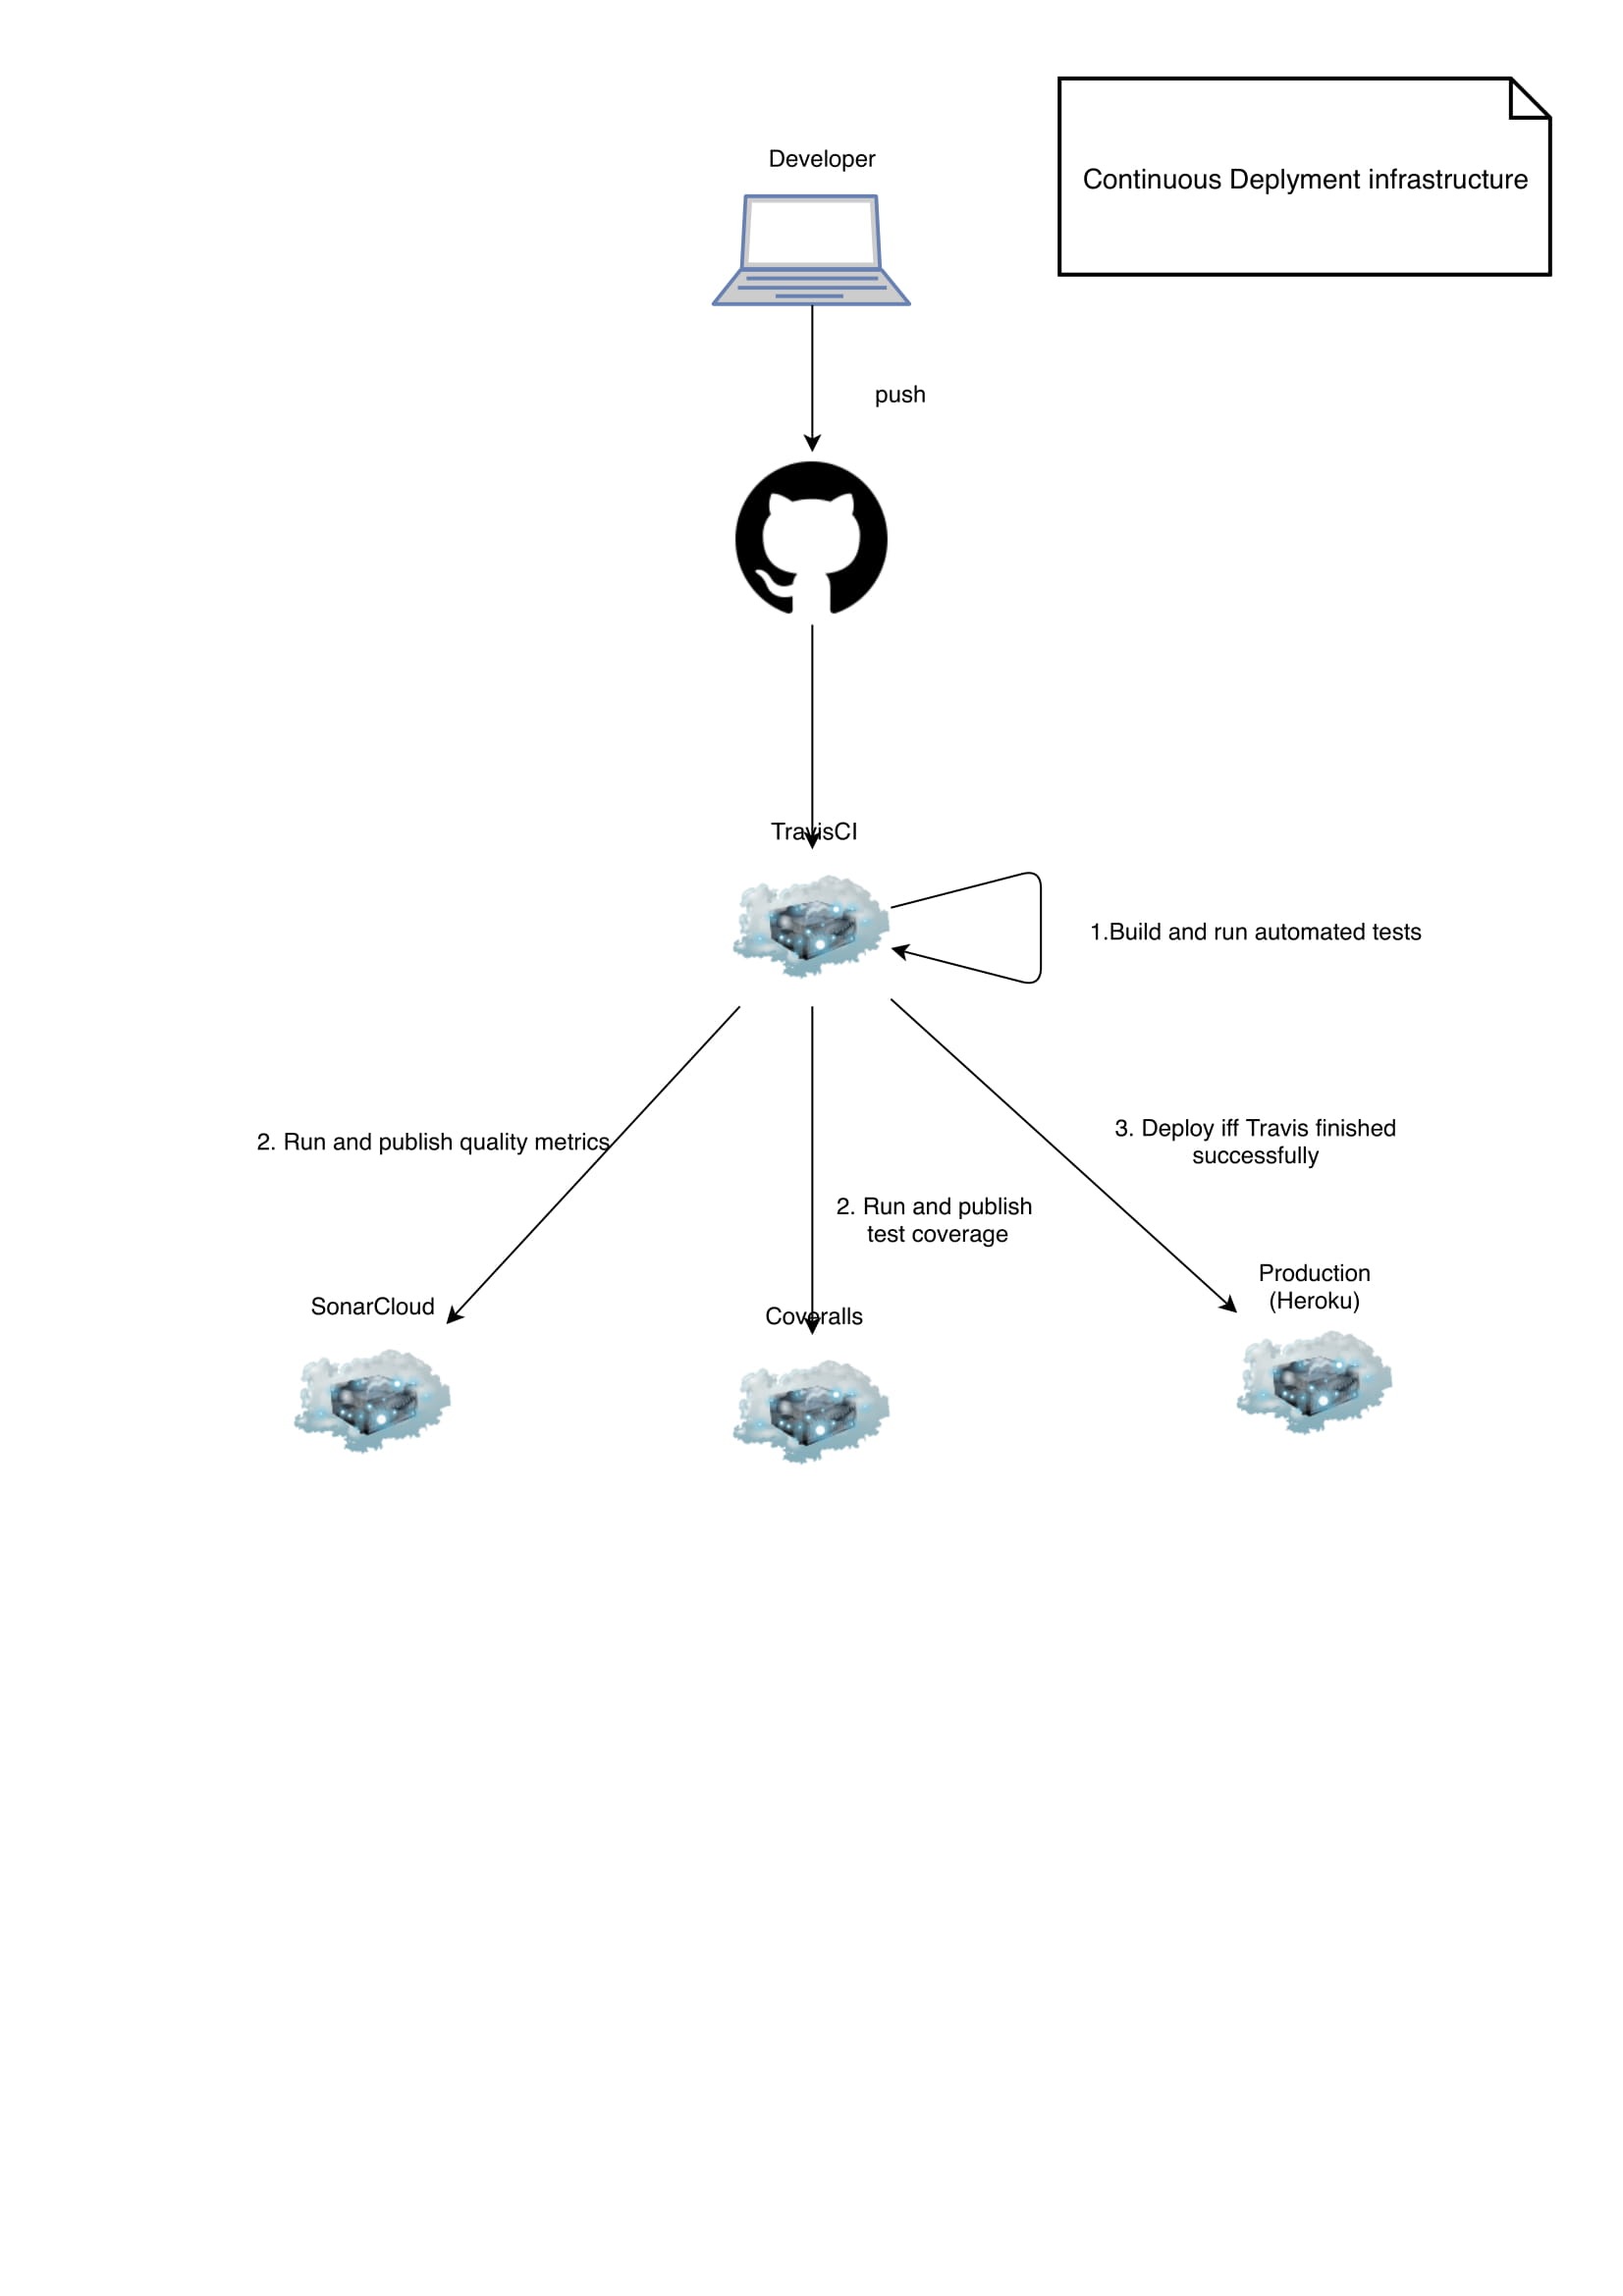 Developer
Continuous Deplyment infrastructure
push
TravisCI
1.Build and run automated tests
2. Run and publish quality metrics
3. Deploy iff Travis finished
successfully
2. Run and publish
test coverage
SonarCloud
Coveralls
Production
(Heroku)